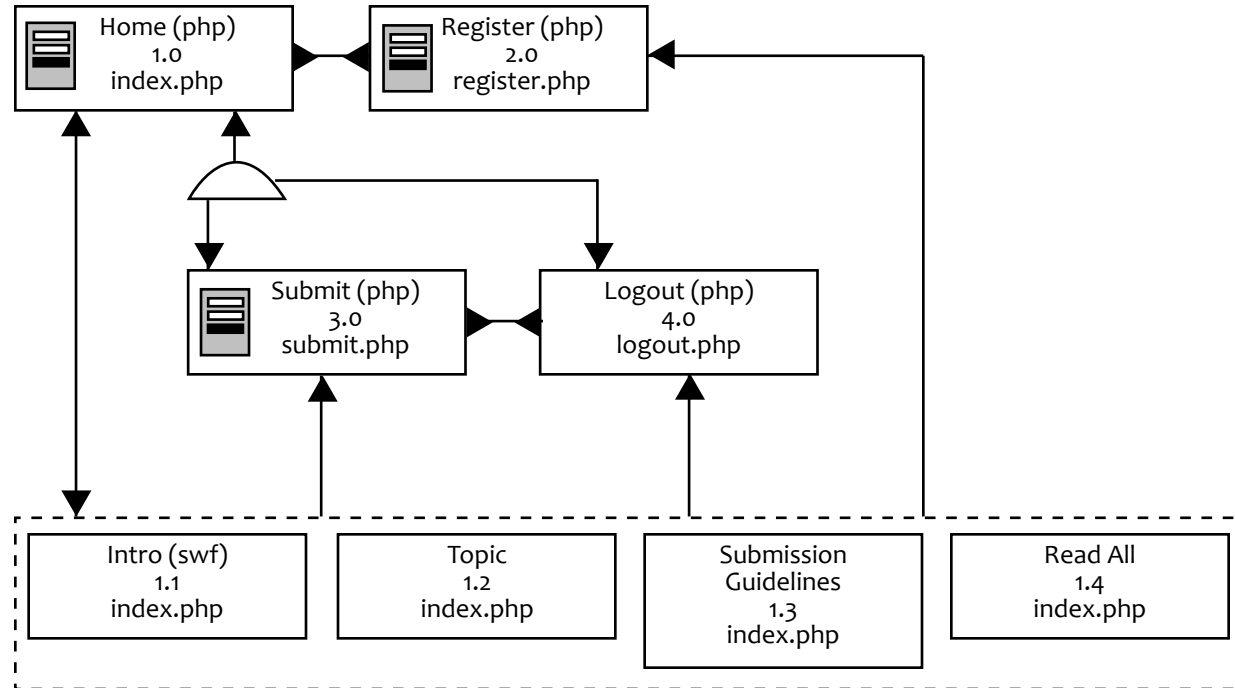 Home (php)
1.0
index.php
Register (php)
2.0
register.php
Submit (php)
3.0
submit.php
Logout (php)
4.0
logout.php
Intro (swf)
1.1
index.php
Topic
1.2
index.php
Submission
Guidelines
1.3
index.php
Read All
1.4
index.php